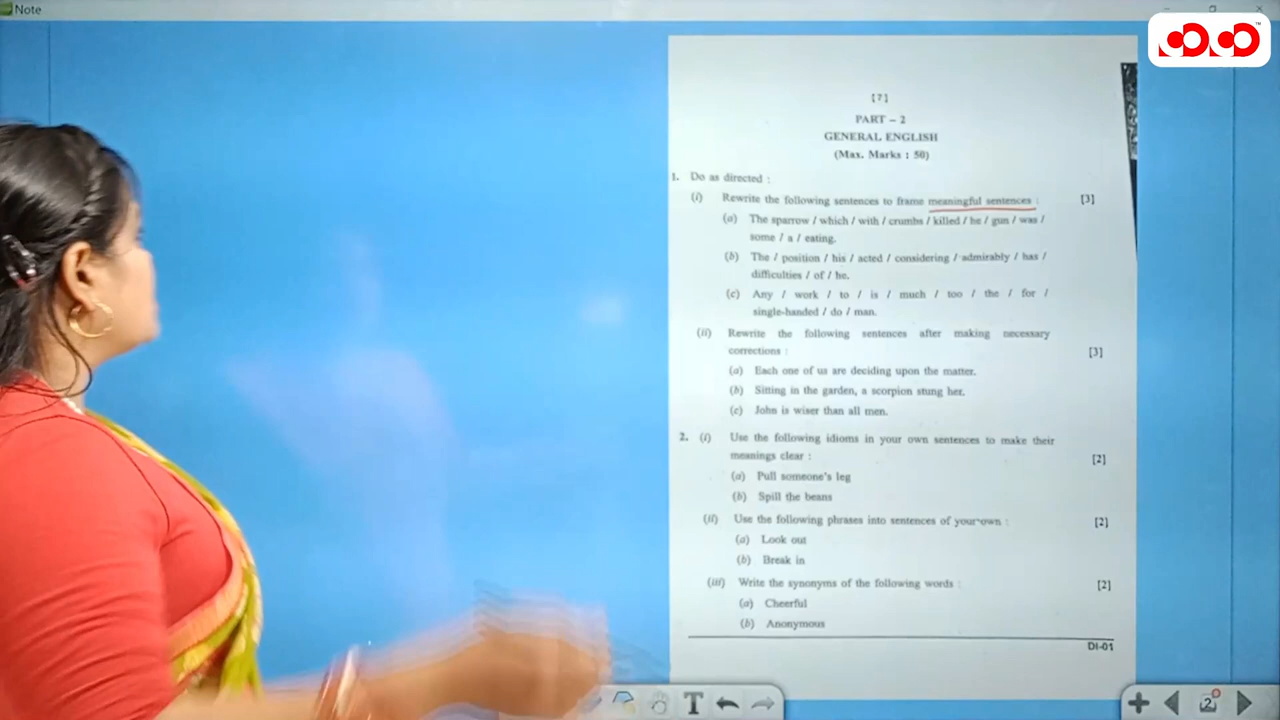 Note
[7]
PART – 2
GENERAL ENGLISH
(Max. Marks : 50)
1. Do as directed :
(i) Rewrite the following sentences to frame meaningful sentences : [3]
(a) The sparrow / which / with / crumbs / killed / he / gun / was /
some / a / eating.
(b) The / position / his / acted / considering / admirably / has /
difficulties / of / he.
(c) Any / work / to / is / much / too / the / for /
single-handed / do / man.
(ii) Rewrite the following sentences after making necessary
corrections : [3]
(a) Each one of us are deciding upon the matter.
(b) Sitting in the garden, a scorpion stung her.
(c) John is wiser than all men.
2. (i) Use the following idioms in your own sentences to make their
meanings clear : [2]
(a) Pull someone's leg
(b) Spill the beans
(ii) Use the following phrases into sentences of your own : [2]
(a) Look out
(b) Break in
(iii) Write the synonyms of the following words : [2]
(a) Cheerful
(b) Anonymous
DI-01
T
2